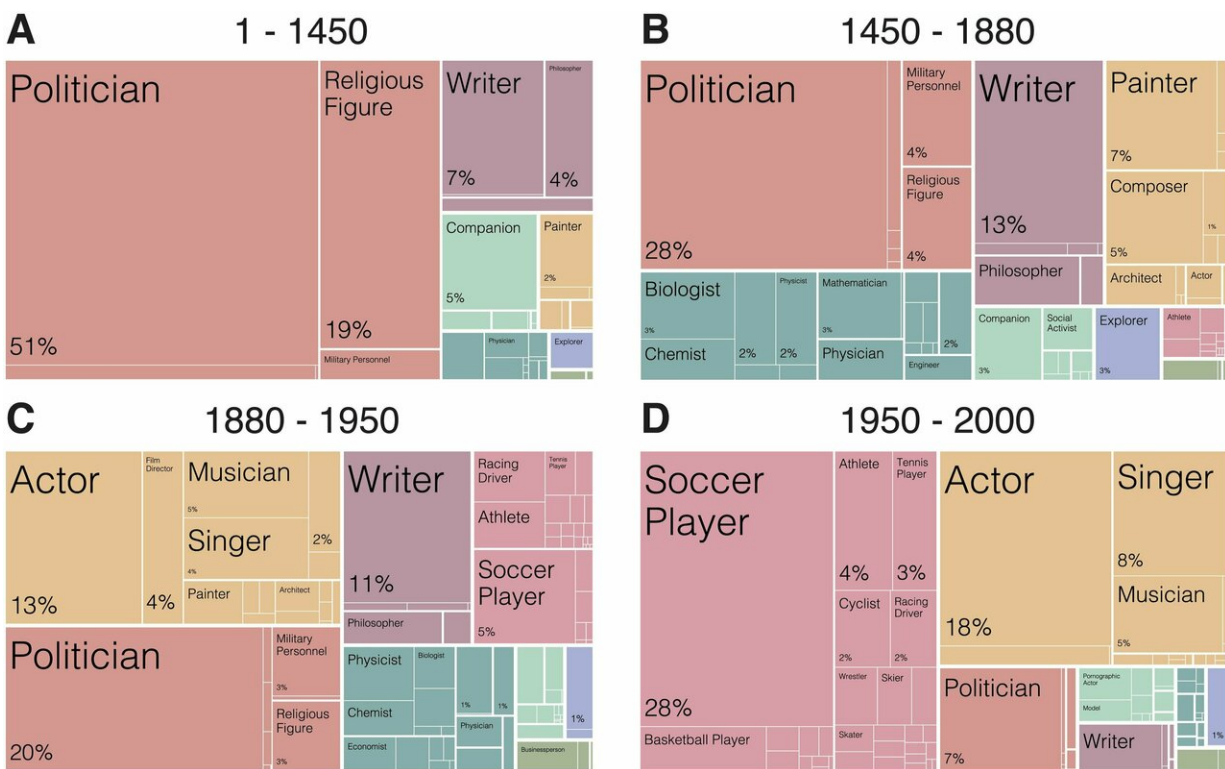 A
1 - 1450
Politician
51%
Religious
Figure
19%
Military Personnel
Writer
7%
Philosopher
4%
Companion
5%
Painter
2%
Physician
Explorer
B
1450 - 1880
Politician
28%
Military
Personnel
4%
Religious
Figure
4%
Writer
13%
Philosopher
Painter
7%
Composer
5%
1%
Architect
Actor
Biologist
3%
Chemist
2%
Physicist
2%
Mathematician
3%
Physician
2%
Engineer
Companion
3%
Social
Activist
Explorer
3%
Athlete
C
1880 - 1950
Actor
13%
Film
Director
4%
Musician
5%
Singer
4%
2%
Painter
Architect
Politician
20%
Military
Personnel
3%
Religious
Figure
3%
Writer
11%
Philosopher
Racing
Driver
Tennis
Player
Athlete
Soccer
Player
5%
Physicist
Biologist
Chemist
Economist
1%
1%
Physician
1%
Businessperson
D
1950 - 2000
Soccer
Player
28%
Basketball Player
Athlete
4%
Tennis
Player
3%
Cyclist
2%
Racing
Driver
2%
Wrestler
Skier
Skater
Actor
18%
Singer
8%
Musician
5%
Politician
7%
Pornographic
Actor
Model
Writer
1%